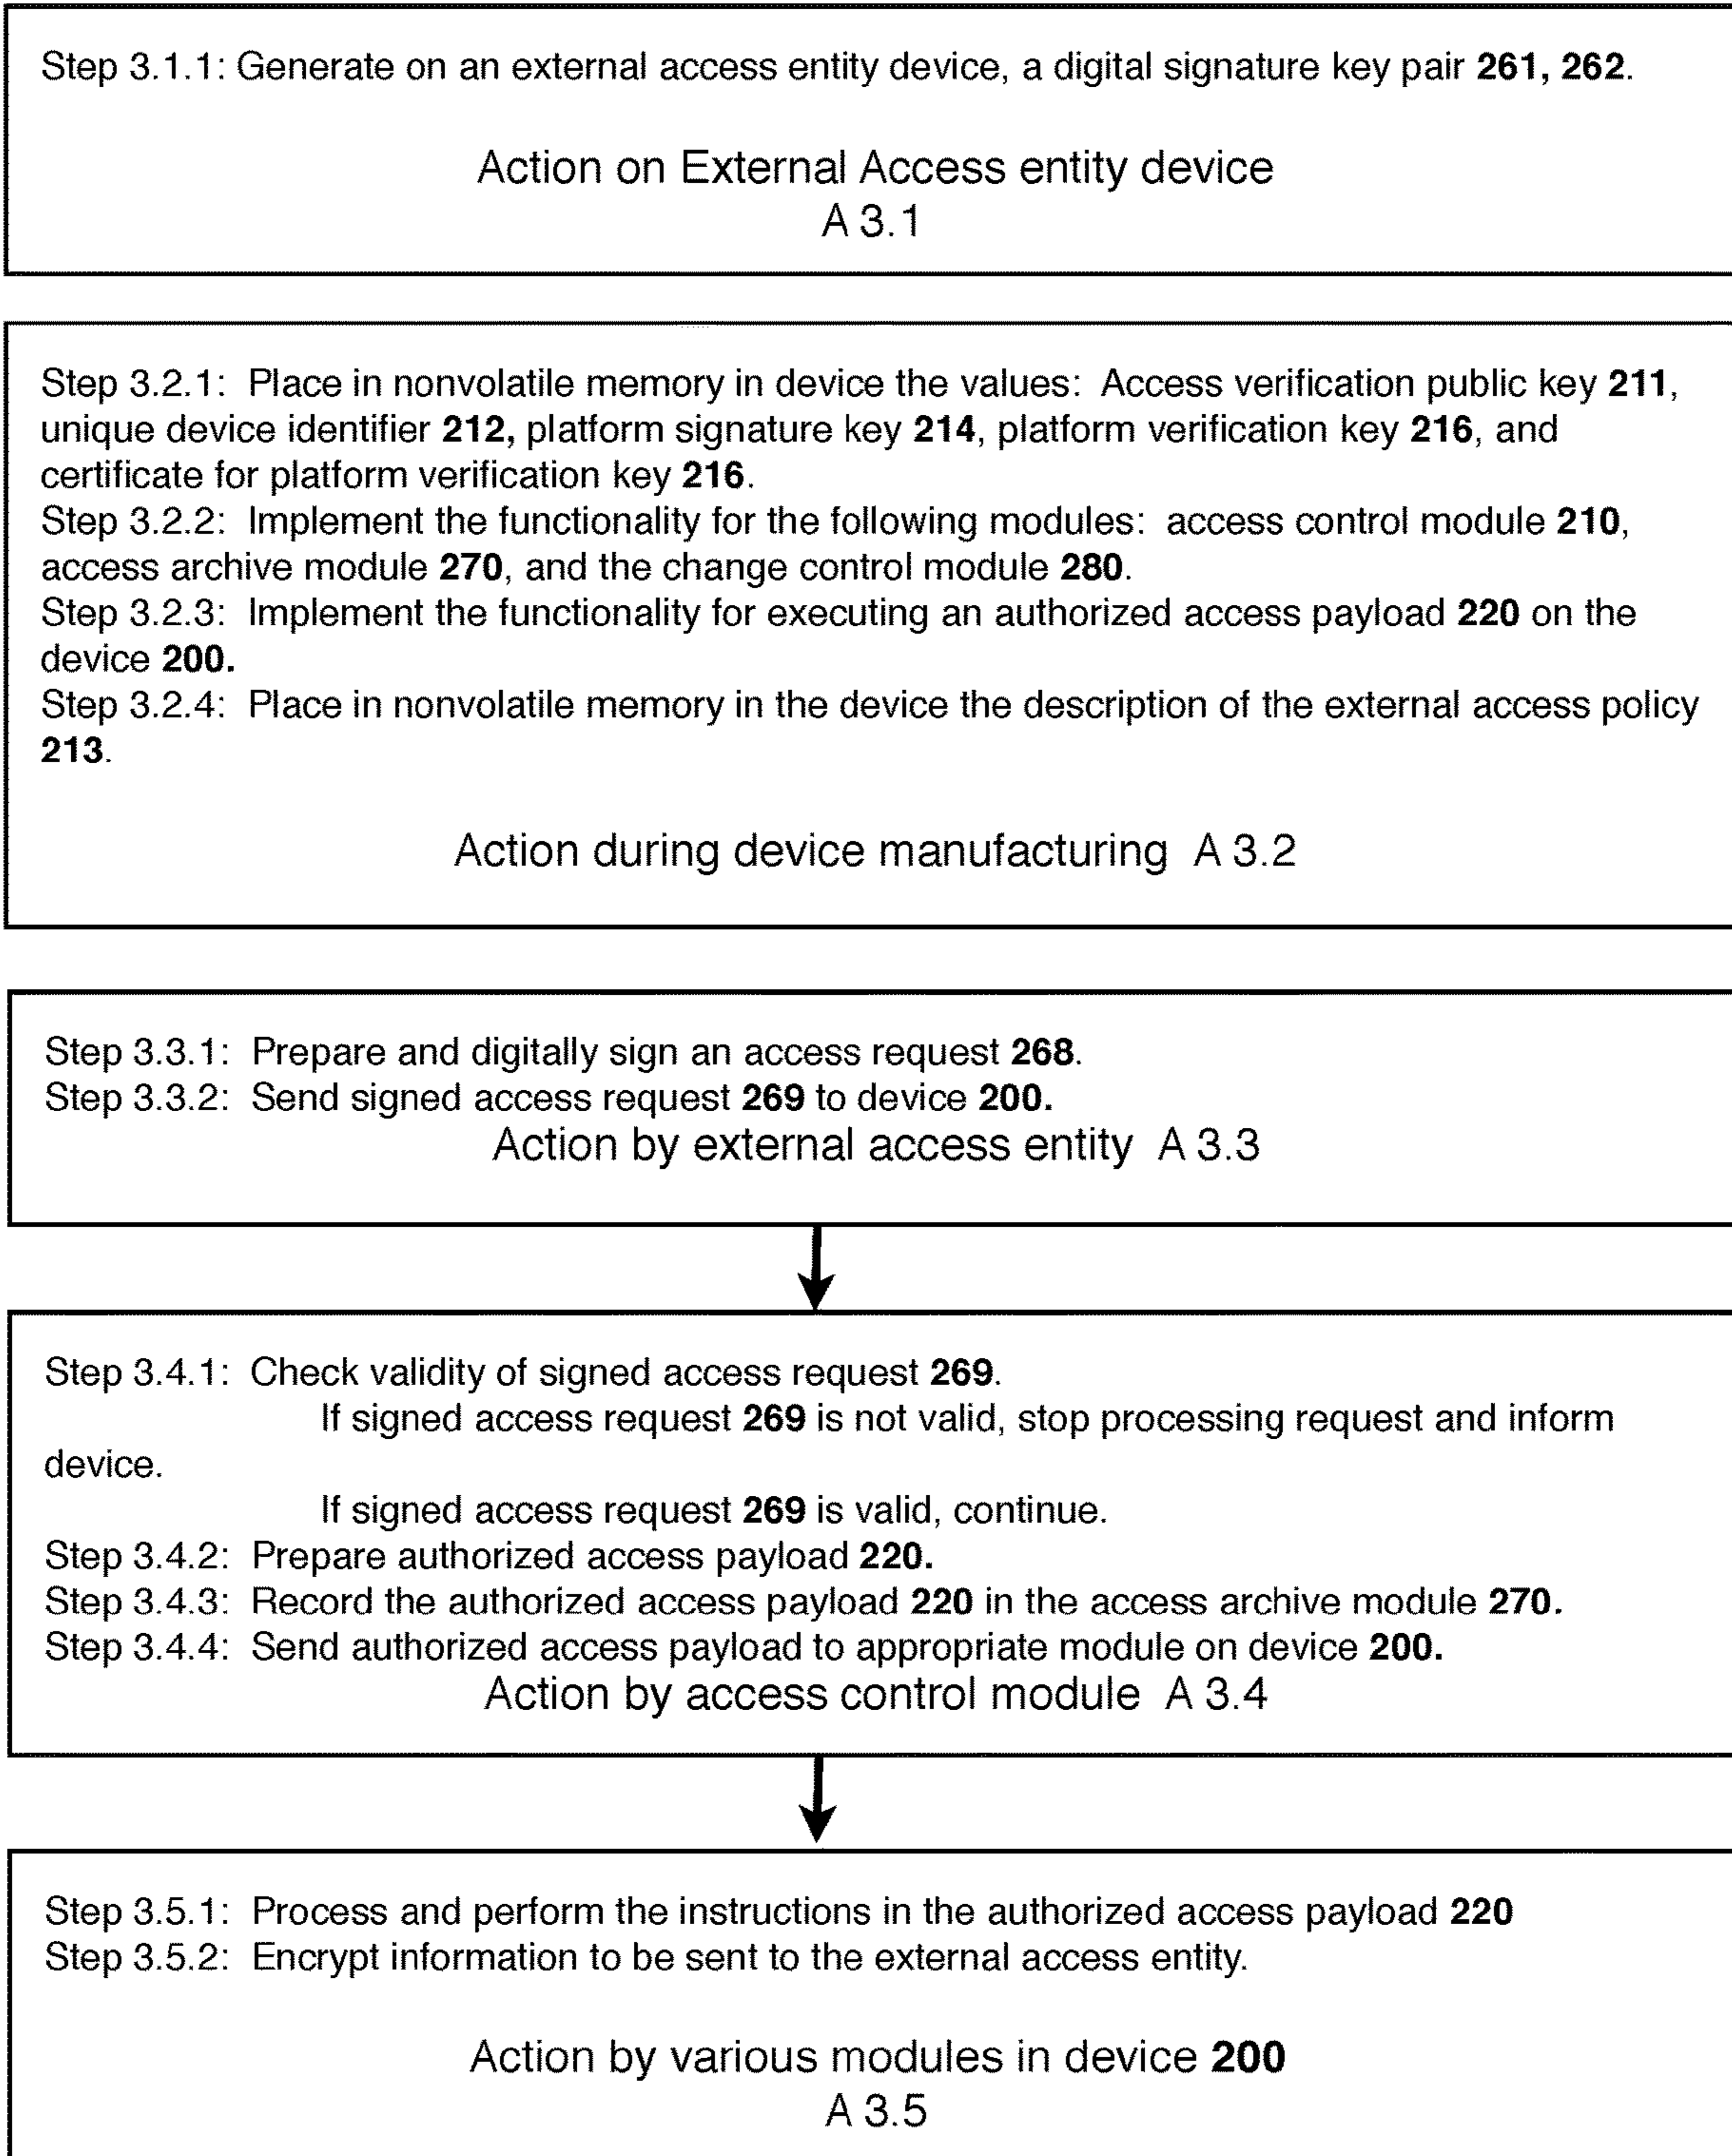 Step 3.1.1: Generate on an external access entity device, a digital signature key pair 261, 262.
Action on External Access entity device
A 3.1
Step 3.2.1: Place in nonvolatile memory in device the values: Access verification public key 211,
unique device identifier 212, platform signature key 214, platform verification key 216, and
certificate for platform verification key 216.
Step 3.2.2: Implement the functionality for the following modules: access control module 210,
access archive module 270, and the change control module 280.
Step 3.2.3: Implement the functionality for executing an authorized access payload 220 on the
device 200.
Step 3.2.4: Place in nonvolatile memory in the device the description of the external access policy
213.
Action during device manufacturing A 3.2
Step 3.3.1: Prepare and digitally sign an access request 268.
Step 3.3.2: Send signed access request 269 to device 200.
Action by external access entity A 3.3
Step 3.4.1: Check validity of signed access request 269.
If signed access request 269 is not valid, stop processing request and inform
device.
If signed access request 269 is valid, continue.
Step 3.4.2: Prepare authorized access payload 220.
Step 3.4.3: Record the authorized access payload 220 in the access archive module 270.
Step 3.4.4: Send authorized access payload to appropriate module on device 200.
Action by access control module A 3.4
Step 3.5.1: Process and perform the instructions in the authorized access payload 220
Step 3.5.2: Encrypt information to be sent to the external access entity.
Action by various modules in device 200
A 3.5